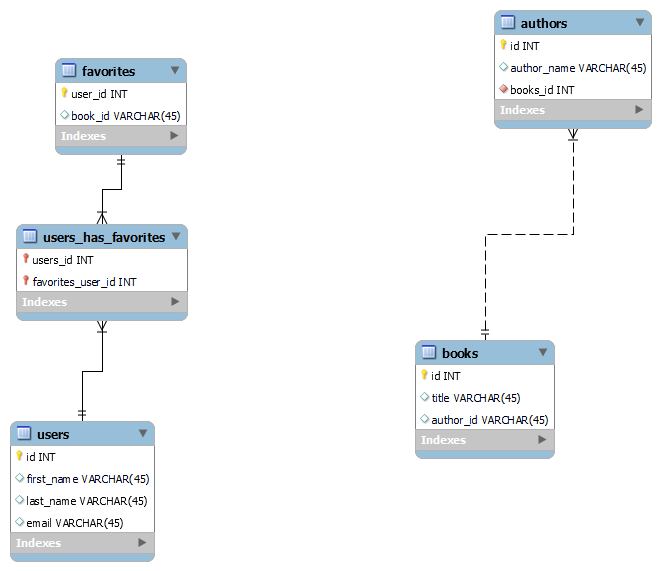 favorites
user_id INT
book_id VARCHAR(45)
Indexes
users_has_favorites
users_id INT
favorites_user_id INT
Indexes
users
id INT
first_name VARCHAR(45)
last_name VARCHAR(45)
email VARCHAR(45)
Indexes
authors
id INT
author_name VARCHAR(45)
books_id INT
Indexes
books
id INT
title VARCHAR(45)
author_id VARCHAR(45)
Indexes